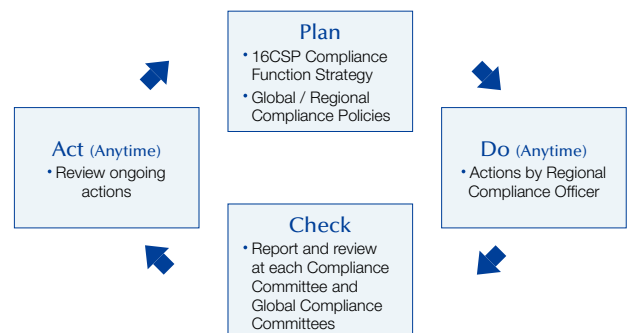 Plan
• 16CSP Compliance
Function Strategy
• Global / Regional
Compliance Policies
Act (Anytime)
• Review ongoing
actions
Do (Anytime)
• Actions by Regional
Compliance Officer
Check
• Report and review
at each Compliance
Committee and
Global Compliance
Committees